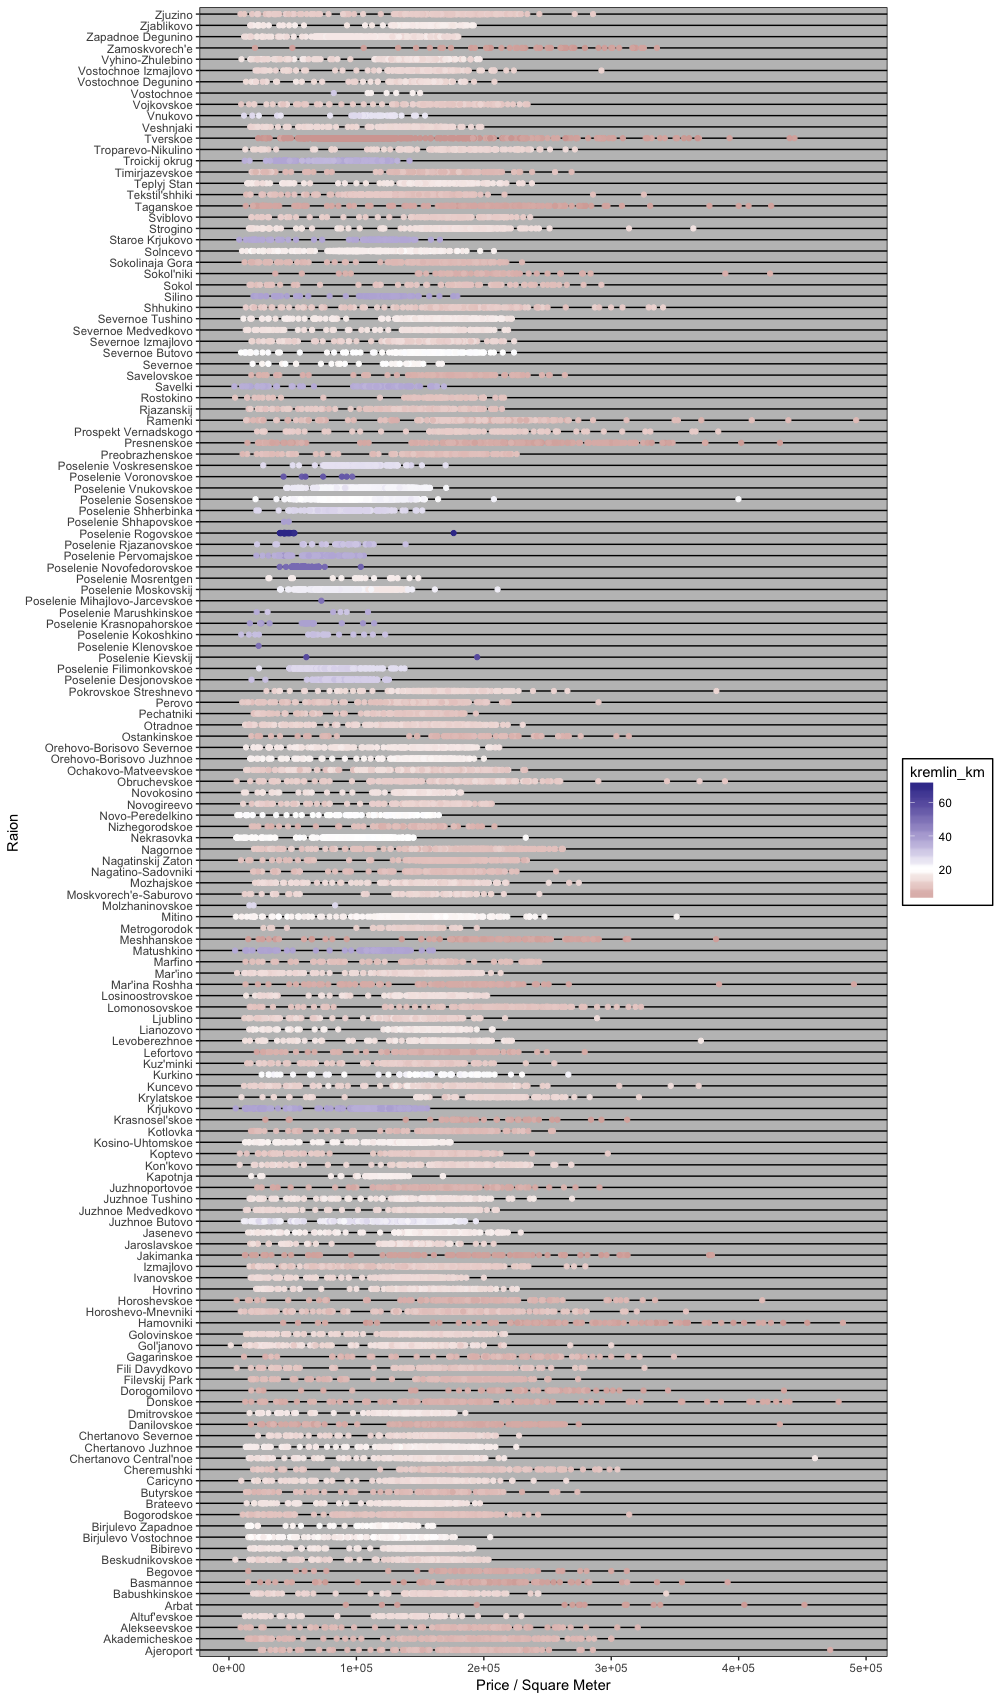 Zjuzino
Zjablikovo
Zapadnoe Degunino
Zamoskvorech'e
Vyhino-Zhulebino
Vostochnoe Izmajlovo
Vostochnoe Degunino
Vostochnoe
Vojkovskoe
Vnukovo
Veshnjaki
Tverskoe
Troparevo-Nikulino
Troickij okrug
Timirjazevskoe
Teplyj Stan
Tekstil'shhiki
Taganskoe
Sviblovo
Strogino
Staroe Krjukovo
Solncevo
Sokolinaja Gora
Sokol'niki
Sokol
Silino
Shhukino
Severnoe Tushino
Severnoe Medvedkovo
Severnoe Izmajlovo
Severnoe Butovo
Severnoe
Savelovskoe
Savelki
Rostokino
Rjazanskij
Ramenki
Prospekt Vernadskogo
Presnenskoe
Preobrazhenskoe
Poselenie Voskresenskoe
Poselenie Voronovskoe
Poselenie Vnukovskoe
Poselenie Sosenskoe
Poselenie Shherbinka
Poselenie Shhapovskoe
Poselenie Rogovskoe
Poselenie Rjazanovskoe
Poselenie Pervomajskoe
Poselenie Novofedorovskoe
Poselenie Mosrentgen
Poselenie Moskovskij
Poselenie Mihajlovo-Jarcevskoe
Poselenie Marushkinskoe
Poselenie Krasnopahorskoe
Poselenie Kokoshkino
Poselenie Klenovskoe
Poselenie Kievskij
Poselenie Filimonkovskoe
Poselenie Desjonovskoe
Pokrovskoe Streshnevo
Perovo
Pechatniki
Otradnoe
Ostankinskoe
Orehovo-Borisovo Severnoe
Orehovo-Borisovo Juzhnoe
Ochakovo-Matveevskoe
Obruchevskoe
Novokosino
Novogireevo
Novo-Peredelkino
Nizhegorodskoe
Nekrasovka
Nagornoe
Nagatinskij Zaton
Nagatino-Sadovniki
Mozhajskoe
Moskvorech'e-Saburovo
Molzhaninovskoe
Mitino
Metrogorodok
Meshhanskoe
Matushkino
Marfino
Mar'ino
Mar'ina Roshha
Losinoostrovskoe
Lomonosovskoe
Ljublino
Lianozovo
Levoberezhnoe
Lefortovo
Kuz'minki
Kurkino
Kuncevo
Krylatskoe
Krjukovo
Krasnosel'skoe
Kotlovka
Kosino-Uhtomskoe
Koptevo
Kon'kovo
Kapotnja
Juzhnoportovoe
Juzhnoe Tushino
Juzhnoe Medvedkovo
Juzhnoe Butovo
Jasenevo
Jaroslavskoe
Jakimanka
Izmajlovo
Ivanovskoe
Hovrino
Horoshevskoe
Horoshevo-Mnevniki
Hamovniki
Golovinskoe
Gol'janovo
Gagarinskoe
Fili Davydkovo
Filevskij Park
Dorogomilovo
Donskoe
Dmitrovskoe
Danilovskoe
Chertanovo Severnoe
Chertanovo Juzhnoe
Chertanovo Central'noe
Cheremushki
Caricyno
Butyrskoe
Brateevo
Bogorodskoe
Birjulevo Zapadnoe
Birjulevo Vostochnoe
Bibirevo
Beskudnikovskoe
Begovoe
Basmannoe
Babushkinskoe
Arbat
Altuf'evskoe
Alekseevskoe
Akademicheskoe
Ajeroport
Raion
0e+00 1e+05 2e+05 3e+05 4e+05 5e+05
Price / Square Meter
kremlin_km
60
40
20